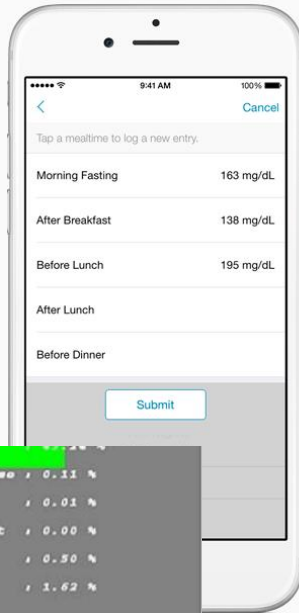 9:41 AM 100%
Cancel
Tap a mealtime to log a new entry.
Morning Fasting 163 mg/dL
After Breakfast 138 mg/dL
Before Lunch 195 mg/dL
After Lunch
Before Dinner
Submit
0.11 %
0.01 %
0.00 %
0.50 %
1.62 %